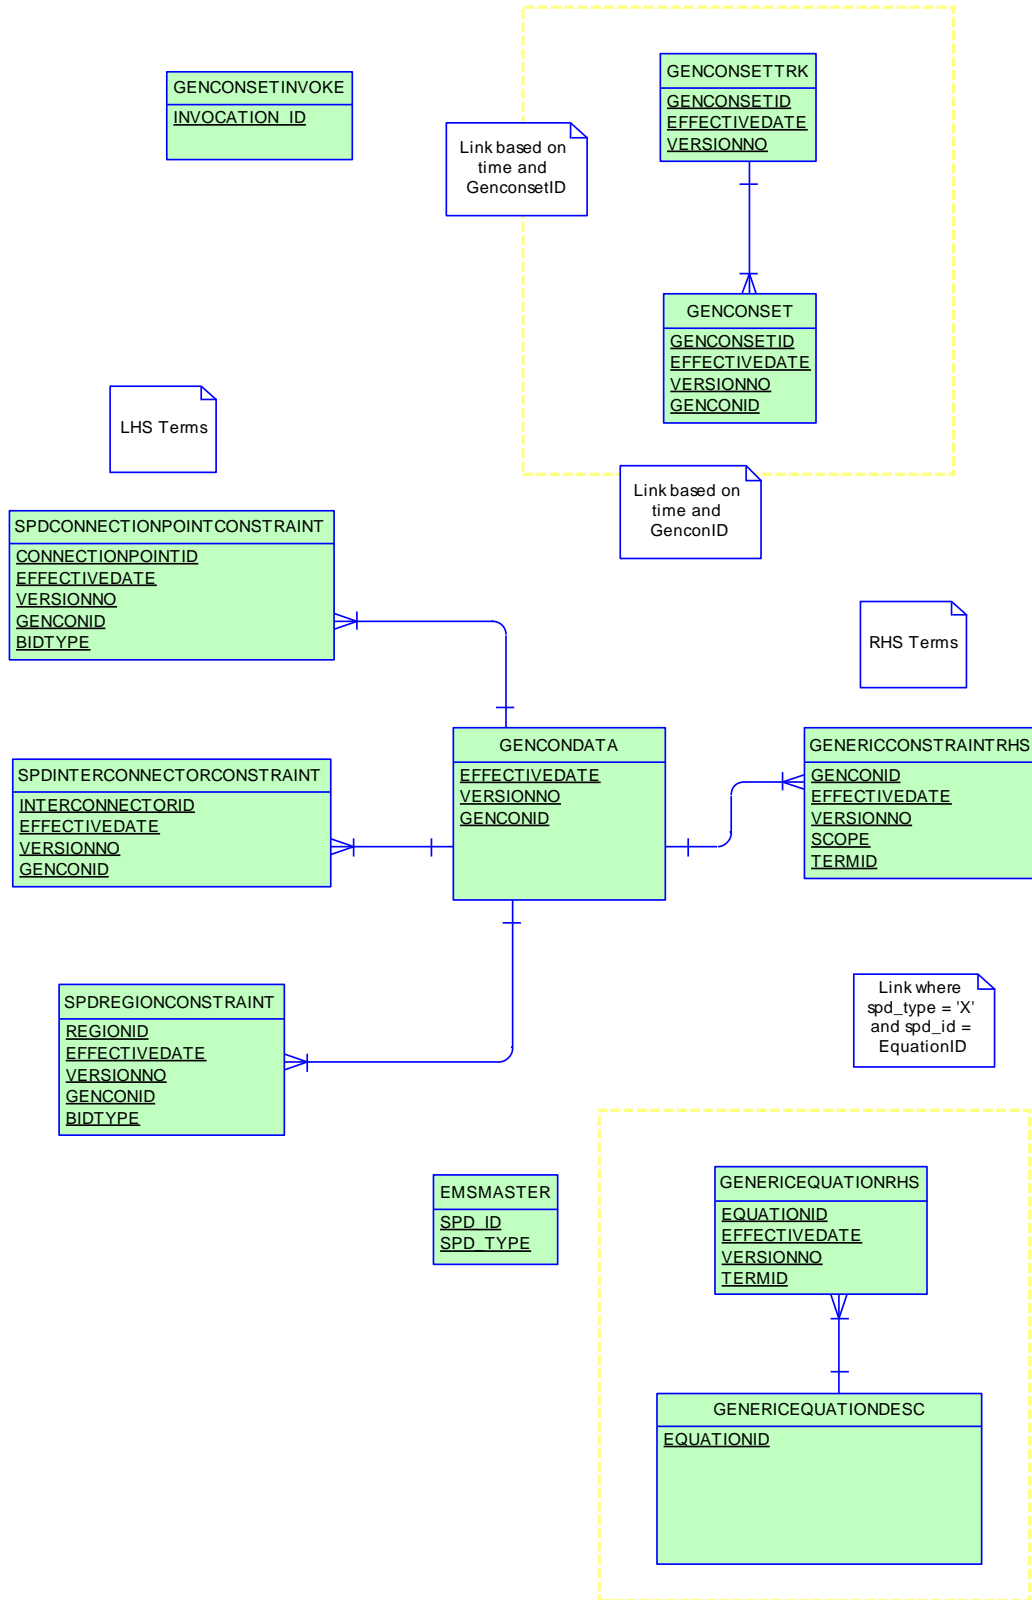 GENCONSETINVOKE
INVOCATION_ID
GENCONSETTRK
GENCONSETID
EFFECTIVEDATE
VERSIONNO
Link based on
time and
GenconsetID
GENCONSET
GENCONSETID
EFFECTIVEDATE
VERSIONNO
GENCONID
LHS Terms
Link based on
time and
GenconID
SPDCONNECTIONPOINTCONSTRAINT
CONNECTIONPOINTID
EFFECTIVEDATE
VERSIONNO
GENCONID
BIDTYPE
RHS Terms
GENCONDATA
EFFECTIVEDATE
VERSIONNO
GENCONID
GENERICCONSTRAINTRHS
GENCONID
EFFECTIVEDATE
VERSIONNO
SCOPE
TERMID
SPDINTERCONNECTORCONSTRAINT
INTERCONNECTORID
EFFECTIVEDATE
VERSIONNO
GENCONID
SPDREGIONCONSTRAINT
REGIONID
EFFECTIVEDATE
VERSIONNO
GENCONID
BIDTYPE
Link where
spd_type = 'X'
and spd_id =
EquationID
EMSMASTER
SPD_ID
SPD_TYPE
GENERICEQUATIONRHS
EQUATIONID
EFFECTIVEDATE
VERSIONNO
TERMID
GENERICEQUATIONDESC
EQUATIONID